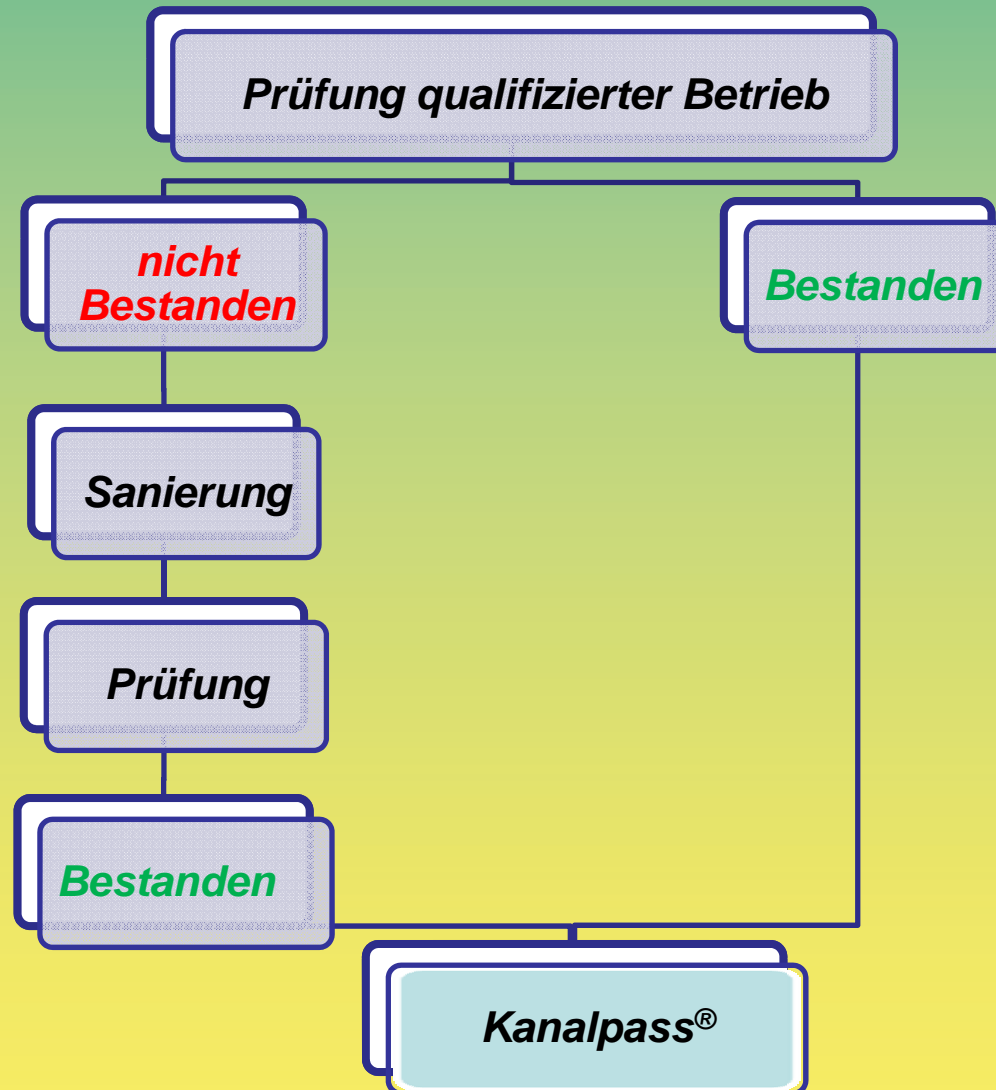 Prüfung qualifizierter Betrieb
nicht
Bestanden
Bestanden
Sanierung
Prüfung
Bestanden
Kanalpass®